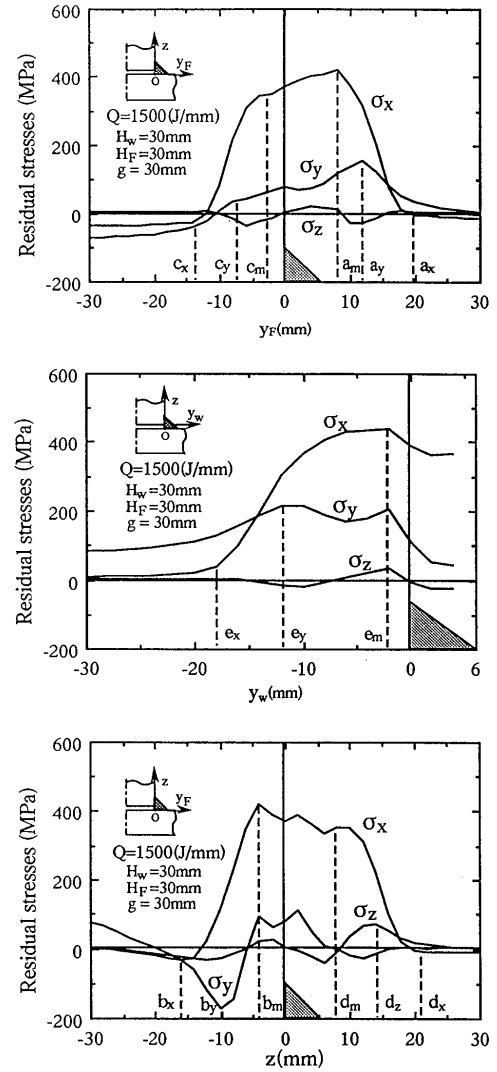 600
400
200
0
-200
Residual stresses (MPa)
z
y_F
O
Q=1500(J/mm)
H_w=30mm
H_F=30mm
g = 30mm
σ_x
σ_y
σ_z
c_x c_y c_m a_m a_y a_x
-30 -20 -10 0 10 20 30
y_F(mm)
600
400
200
0
-200
Residual stresses (MPa)
z
y_w
O
Q=1500(J/mm)
H_w=30mm
H_F=30mm
g = 30mm
σ_x
σ_y
σ_z
e_x e_y e_m
-30 -20 -10 0 6
y_w(mm)
600
400
200
0
-200
Residual stresses (MPa)
z
y_F
O
Q=1500(J/mm)
H_w=30mm
H_F=30mm
g = 30mm
σ_x
σ_z
σ_y
b_x b_y b_m d_m d_z d_x
-30 -20 -10 0 10 20 30
z(mm)